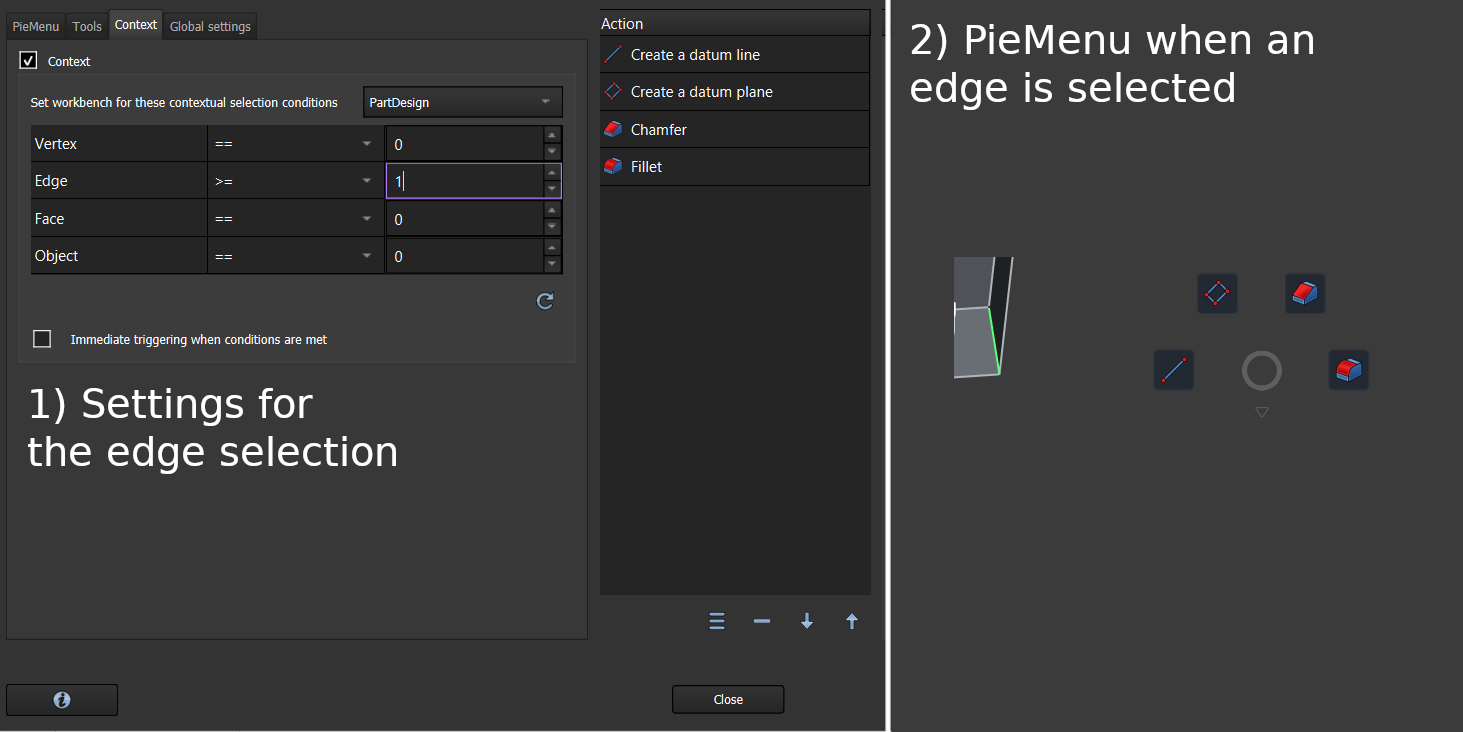 PieMenu Tools Context Global settings
Context
Set workbench for these contextual selection conditions PartDesign
Vertex == 0
Edge >= 1
Face == 0
Object == 0
Immediate triggering when conditions are met
1) Settings for
the edge selection
Action
Create a datum line
Create a datum plane
Chamfer
Fillet
Close
2) PieMenu when an
edge is selected